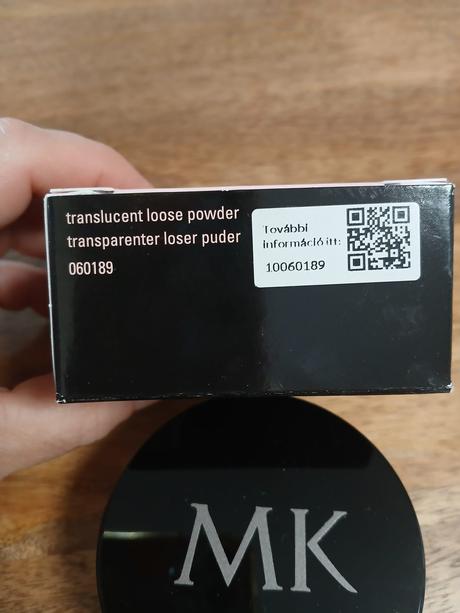 translucent loose powder
transparenter loser puder
060189
További
információ itt:
10060189
MK